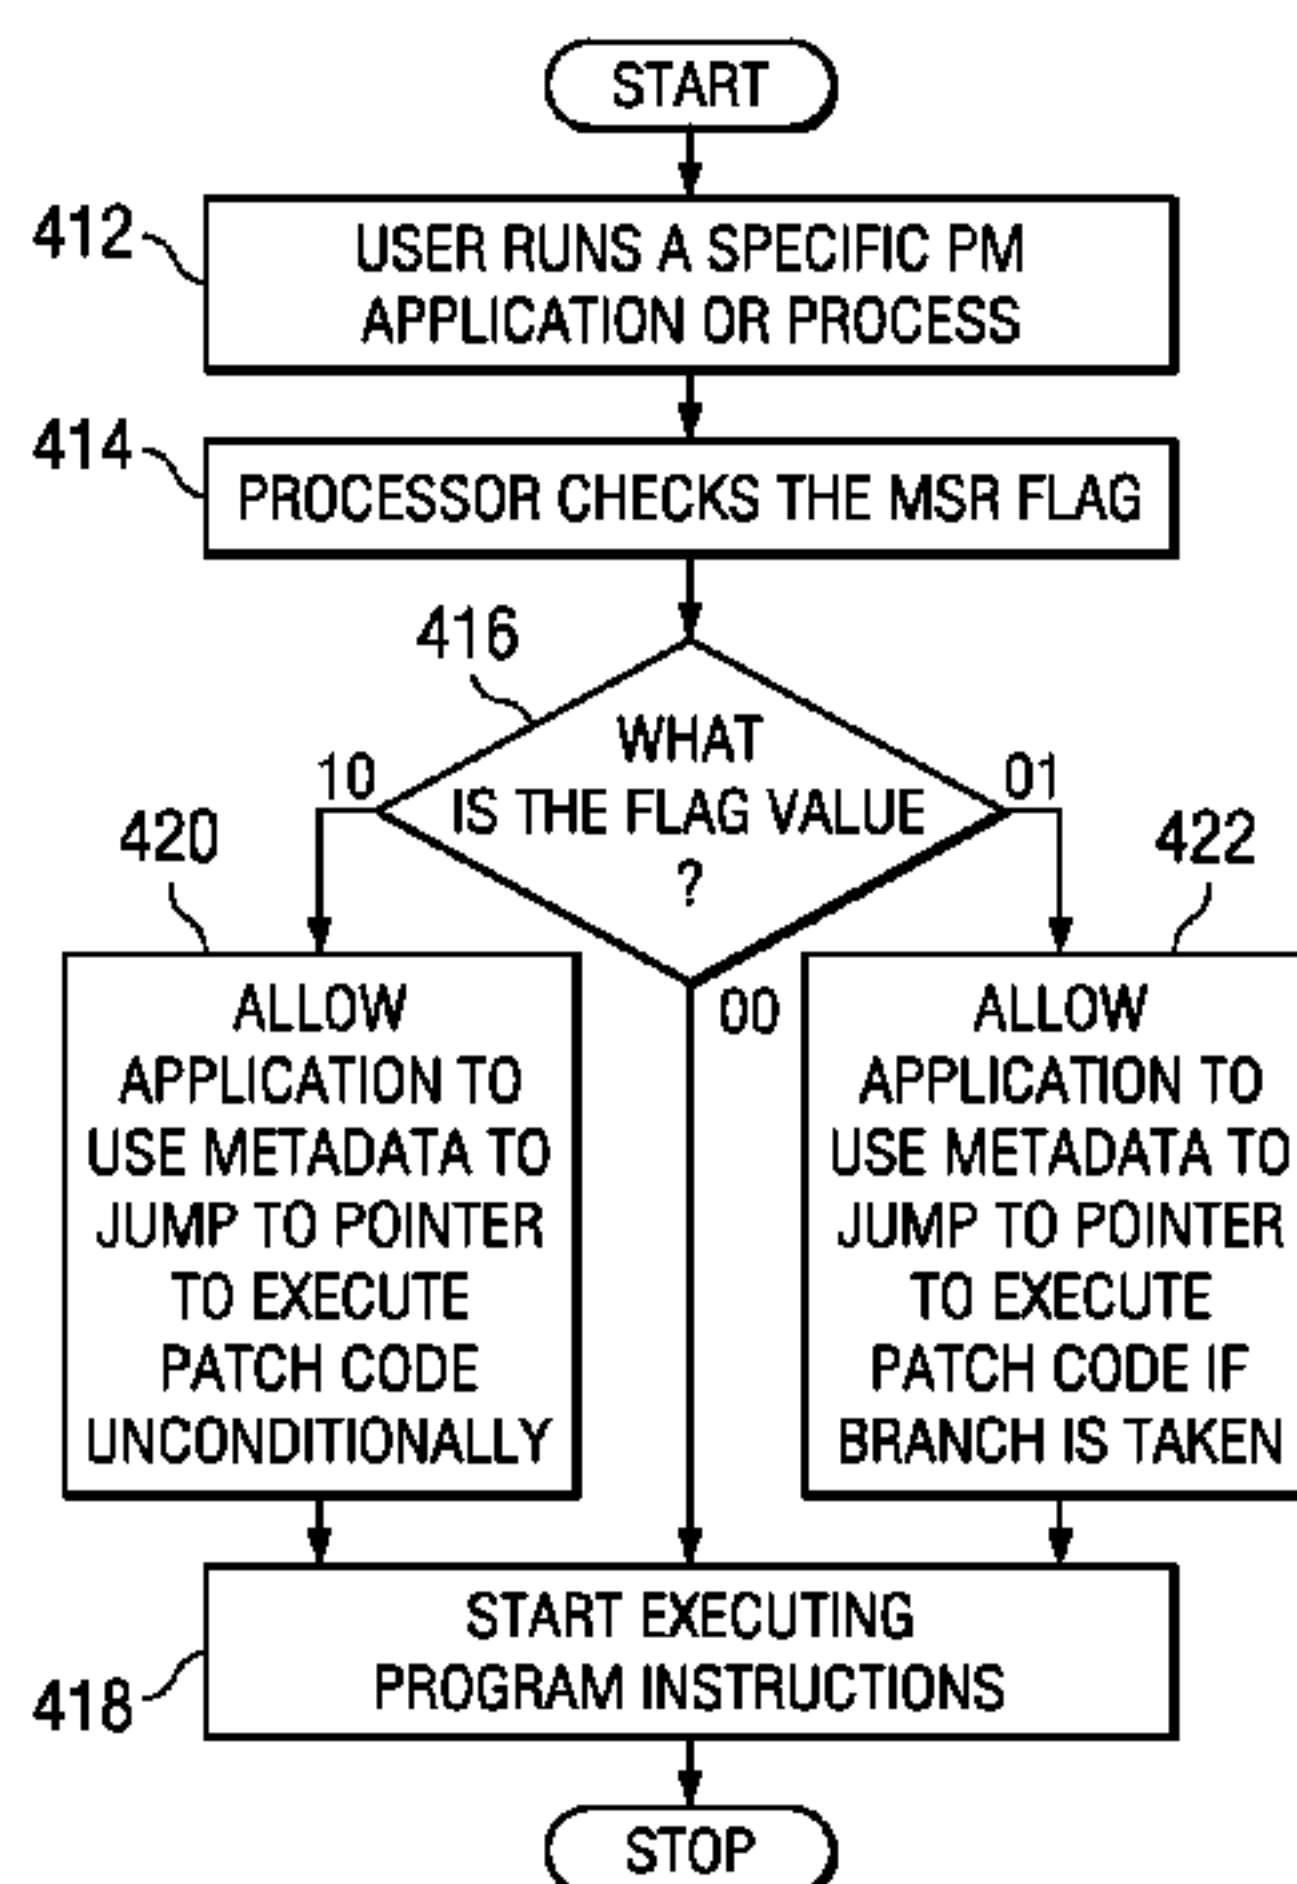 START
412
USER RUNS A SPECIFIC PM
APPLICATION OR PROCESS
414
PROCESSOR CHECKS THE MSR FLAG
416
WHAT
IS THE FLAG VALUE
?
10
01
00
420
ALLOW
APPLICATION TO
USE METADATA TO
JUMP TO POINTER
TO EXECUTE
PATCH CODE
UNCONDITIONALLY
422
ALLOW
APPLICATION TO
USE METADATA TO
JUMP TO POINTER
TO EXECUTE
PATCH CODE IF
BRANCH IS TAKEN
418
START EXECUTING
PROGRAM INSTRUCTIONS
STOP